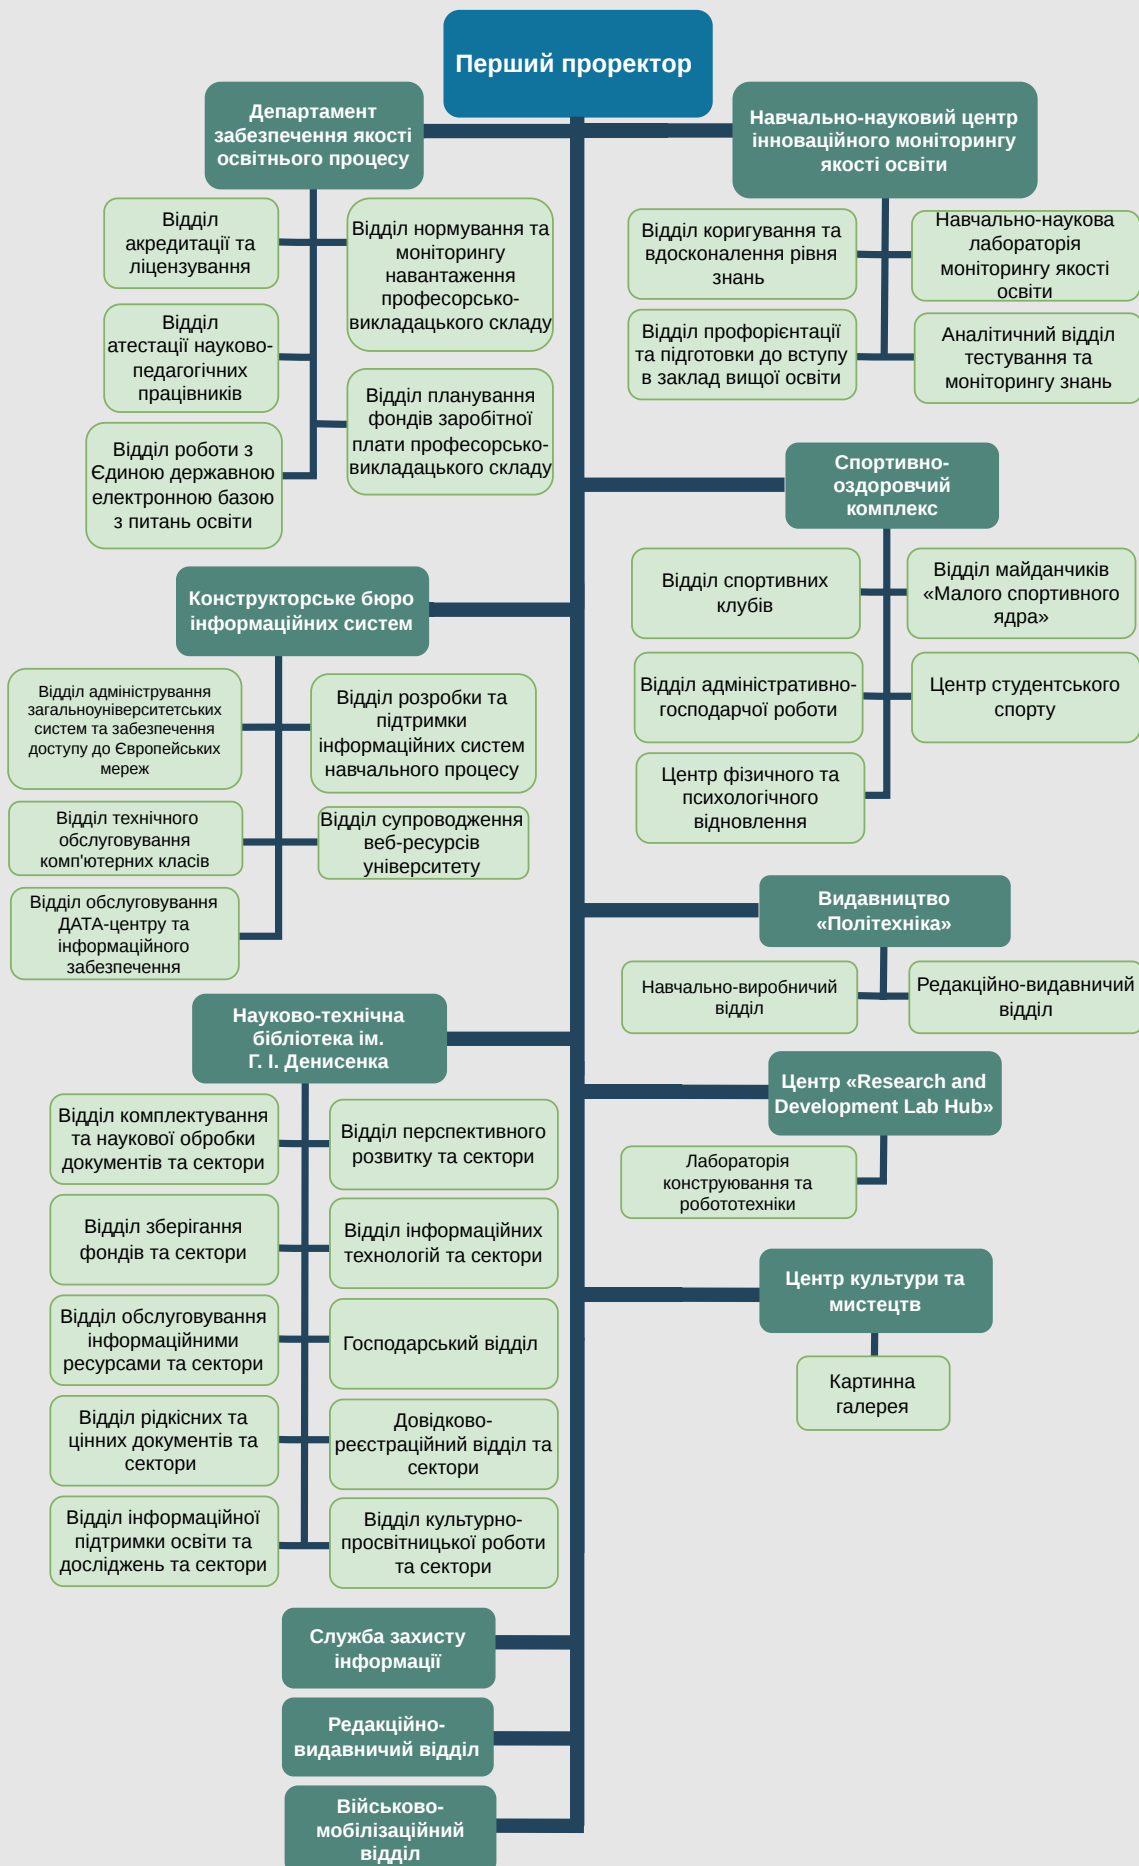 Перший проректор
Департамент
забезпечення якості
освітнього процесу
Відділ
акредитації та
ліцензування
Відділ нормування та
моніторингу
навантаження
професорсько-
викладацького складу
Відділ
атестації науково-
педагогічних
працівників
Відділ планування
фондів заробітної
плати професорсько-
викладацького складу
Відділ роботи з
Єдиною державною
електронною базою
з питань освіти
Навчально-науковий центр
інноваційного моніторингу
якості освіти
Відділ коригування та
вдосконалення рівня
знань
Навчально-наукова
лабораторія
моніторингу якості
освіти
Відділ профорієнтації
та підготовки до вступу
в заклад вищої освіти
Аналітичний відділ
тестування та
моніторингу знань
Спортивно-
оздоровчий
комплекс
Відділ спортивних
клубів
Відділ майданчиків
«Малого спортивного
ядра»
Відділ адміністративно-
господарчої роботи
Центр студентського
спорту
Центр фізичного та
психологічного
відновлення
Конструкторське бюро
інформаційних систем
Відділ адміністрування
загальноуніверситетських
систем та забезпечення
доступу до Європейських
мереж
Відділ розробки та
підтримки
інформаційних систем
навчального процесу
Відділ технічного
обслуговування
комп'ютерних класів
Відділ супроводження
веб-ресурсів
університету
Відділ обслуговування
ДАТА-центру та
інформаційного
забезпечення
Видавництво
«Політехніка»
Навчально-виробничий
відділ
Редакційно-видавничий
відділ
Науково-технічна
бібліотека ім.
Г. І. Денисенка
Відділ комплектування
та наукової обробки
документів та сектори
Відділ перспективного
розвитку та сектори
Відділ зберігання
фондів та сектори
Відділ інформаційних
технологій та сектори
Відділ обслуговування
інформаційними
ресурсами та сектори
Господарський відділ
Відділ рідкісних та
цінних документів та
сектори
Довідково-
реєстраційний відділ та
сектори
Відділ інформаційної
підтримки освіти та
досліджень та сектори
Відділ культурно-
просвітницької роботи
та сектори
Центр «Research and
Development Lab Hub»
Лабораторія
конструювання та
робототехніки
Центр культури та
мистецтв
Картинна
галерея
Служба захисту
інформації
Редакційно-
видавничий відділ
Військово-
мобілізаційний
відділ